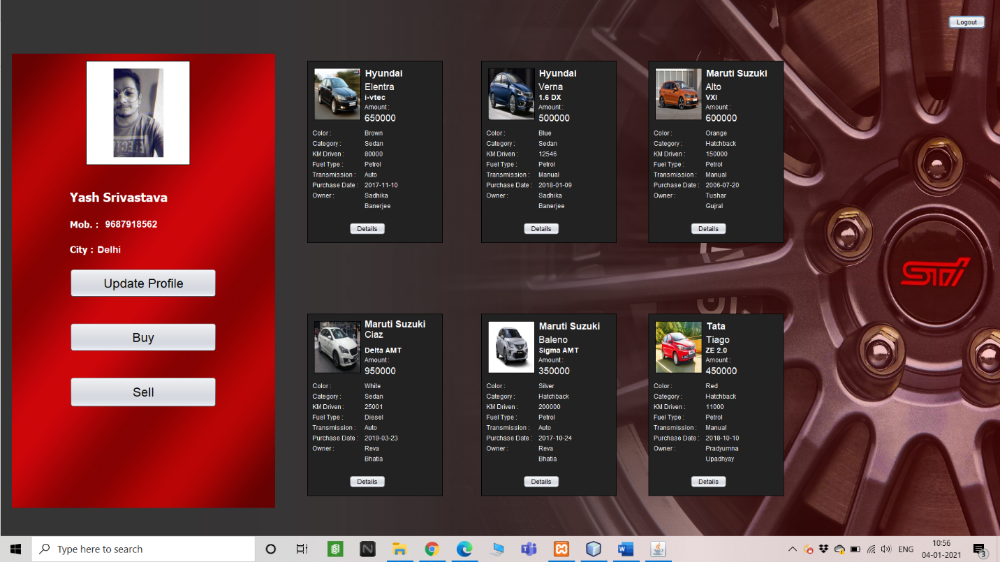 Logout
Yash Srivastava
Mob. : 9687918562
City : Delhi
Update Profile
Buy
Sell
Hyundai
Elentra
i-vtec
Amount :
650000
Color : Brown
Category : Sedan
KM Driven : 80000
Fuel Type : Petrol
Transmission : Auto
Purchase Date : 2017-11-10
Owner : Sadhika
Banerjee
Details
Hyundai
Verna
1.6 DX
Amount :
500000
Color : Blue
Category : Sedan
KM Driven : 12546
Fuel Type : Petrol
Transmission : Manual
Purchase Date : 2018-01-09
Owner : Sadhika
Banerjee
Details
Maruti Suzuki
Alto
VXI
Amount :
600000
Color : Orange
Category : Hatchback
KM Driven : 150000
Fuel Type : Petrol
Transmission : Manual
Purchase Date : 2006-07-20
Owner : Tushar
Gujral
Details
STI
Maruti Suzuki
Ciaz
Delta AMT
Amount :
950000
Color : White
Category : Sedan
KM Driven : 25001
Fuel Type : Diesel
Transmission : Auto
Purchase Date : 2019-03-23
Owner : Reva
Bhatia
Details
Maruti Suzuki
Baleno
Sigma AMT
Amount :
350000
Color : Silver
Category : Hatchback
KM Driven : 200000
Fuel Type : Petrol
Transmission : Auto
Purchase Date : 2017-10-24
Owner : Reva
Bhatia
Details
Tata
Tiago
ZE 2.0
Amount :
450000
Color : Red
Category : Hatchback
KM Driven : 11000
Fuel Type : Petrol
Transmission : Manual
Purchase Date : 2018-10-10
Owner : Pradyumna
Upadhyay
Details
Type here to search
ENG
10:56
04-01-2021
3